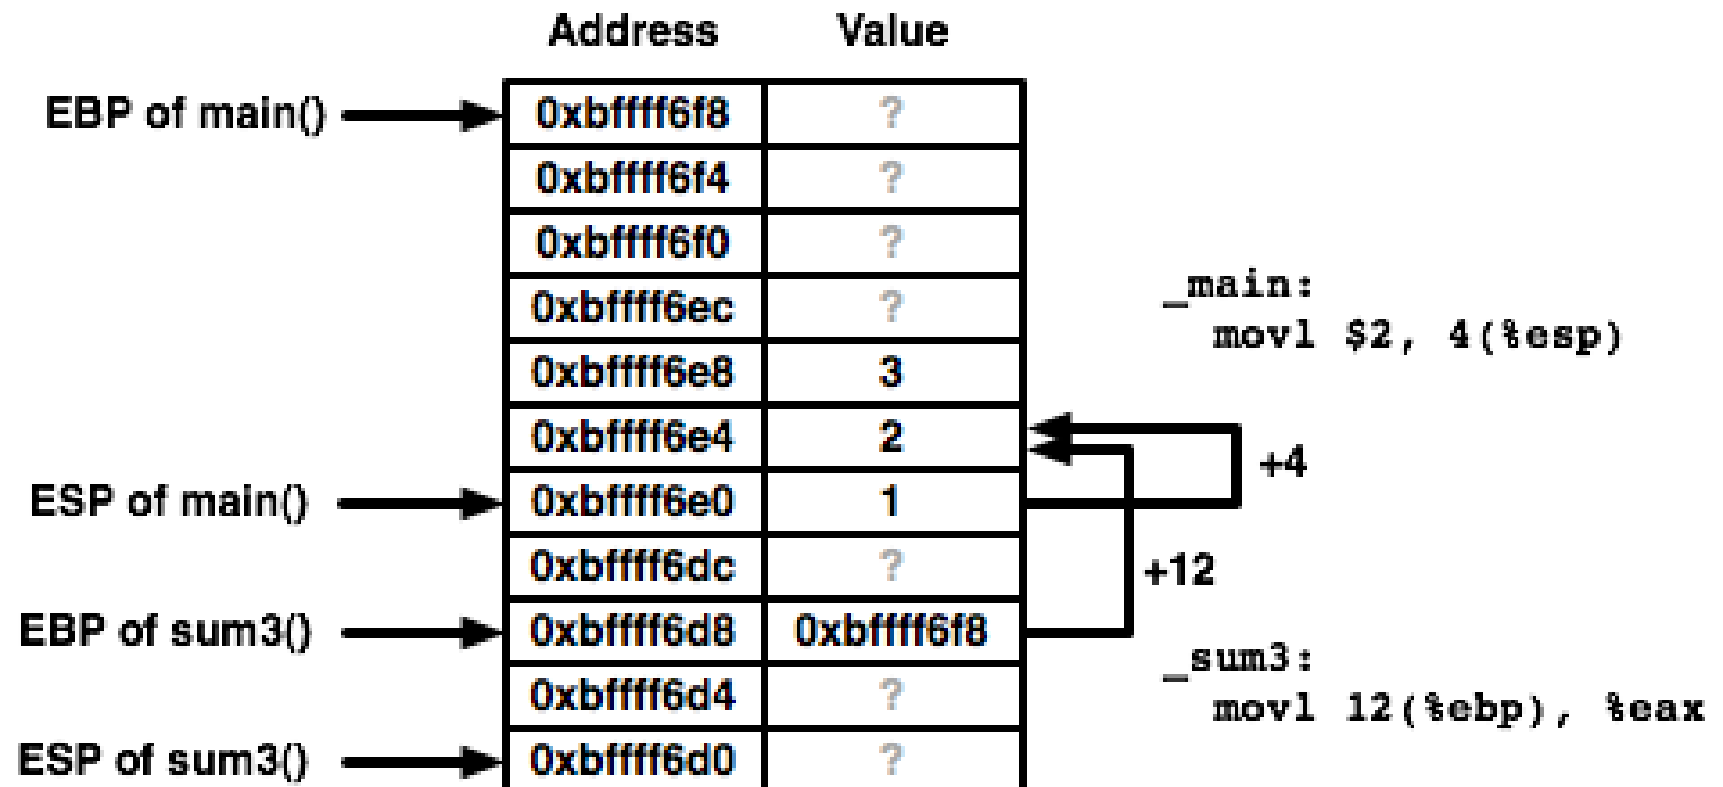 Address Value
EBP of main() 0xbffff6f8 ?
0xbffff6f4 ?
0xbffff6f0 ?
_main:
0xbffff6ec ?
movl $2, 4(%esp)
0xbffff6e8 3
0xbffff6e4 2
+4
ESP of main() 0xbffff6e0 1
0xbffff6dc ?
+12
EBP of sum3() 0xbffff6d8 0xbffff6f8
_sum3:
0xbffff6d4 ?
movl 12(%ebp), %eax
ESP of sum3() 0xbffff6d0 ?